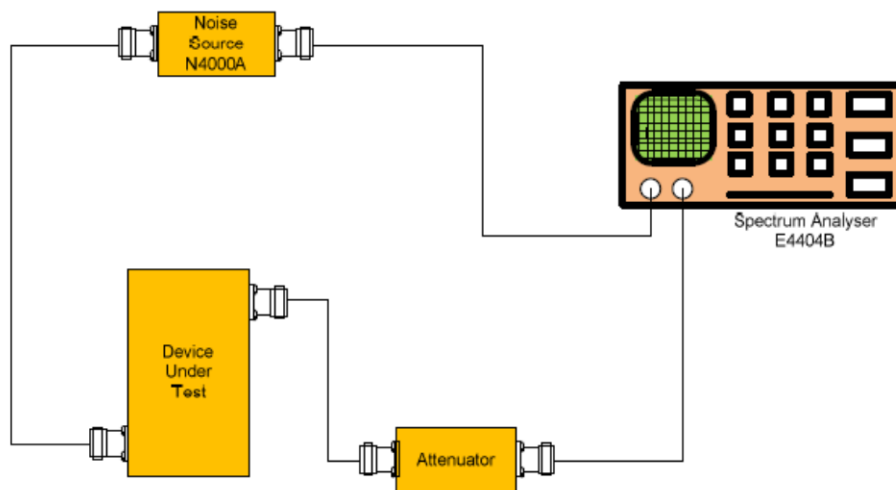 Noise
Source
N4000A
Spectrum Analyser
E4404B
Device
Under
Test
Attenuator